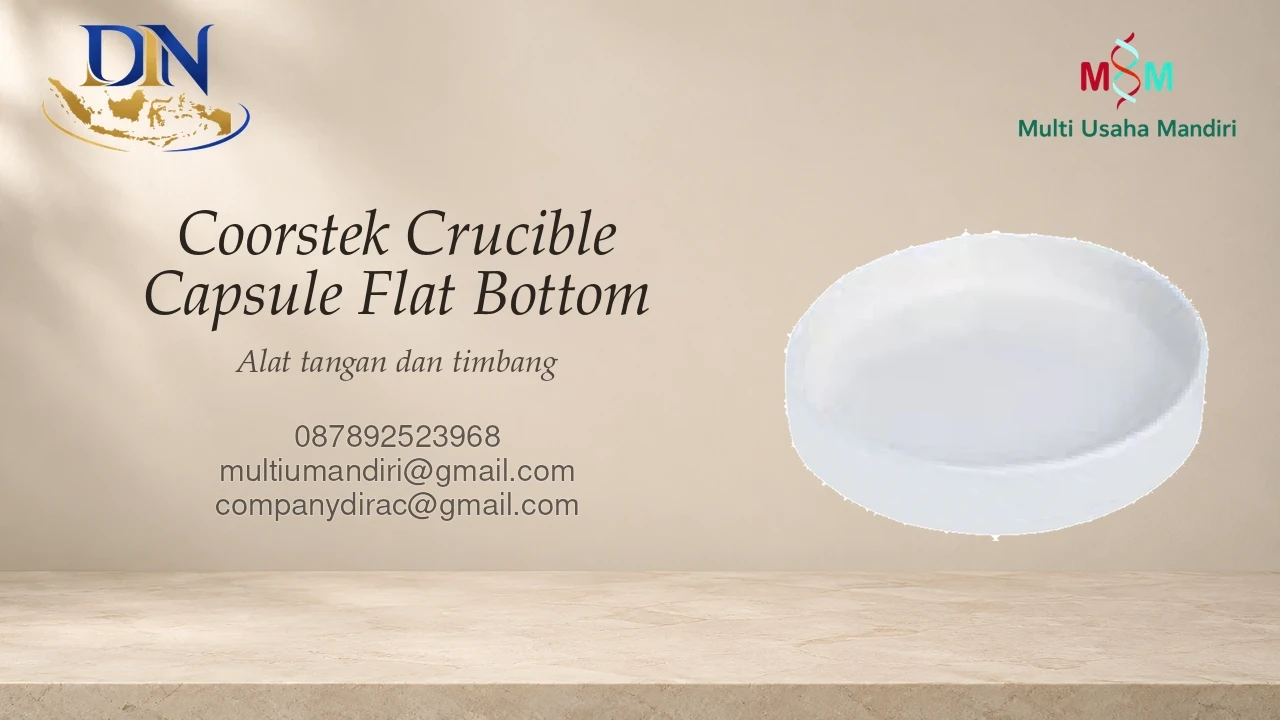 DIN
M M
Multi Usaha Mandiri
Coorstek Crucible
Capsule Flat Bottom
Alat tangan dan timbang
087892523968
multiumandiri@gmail.com
companydirac@gmail.com